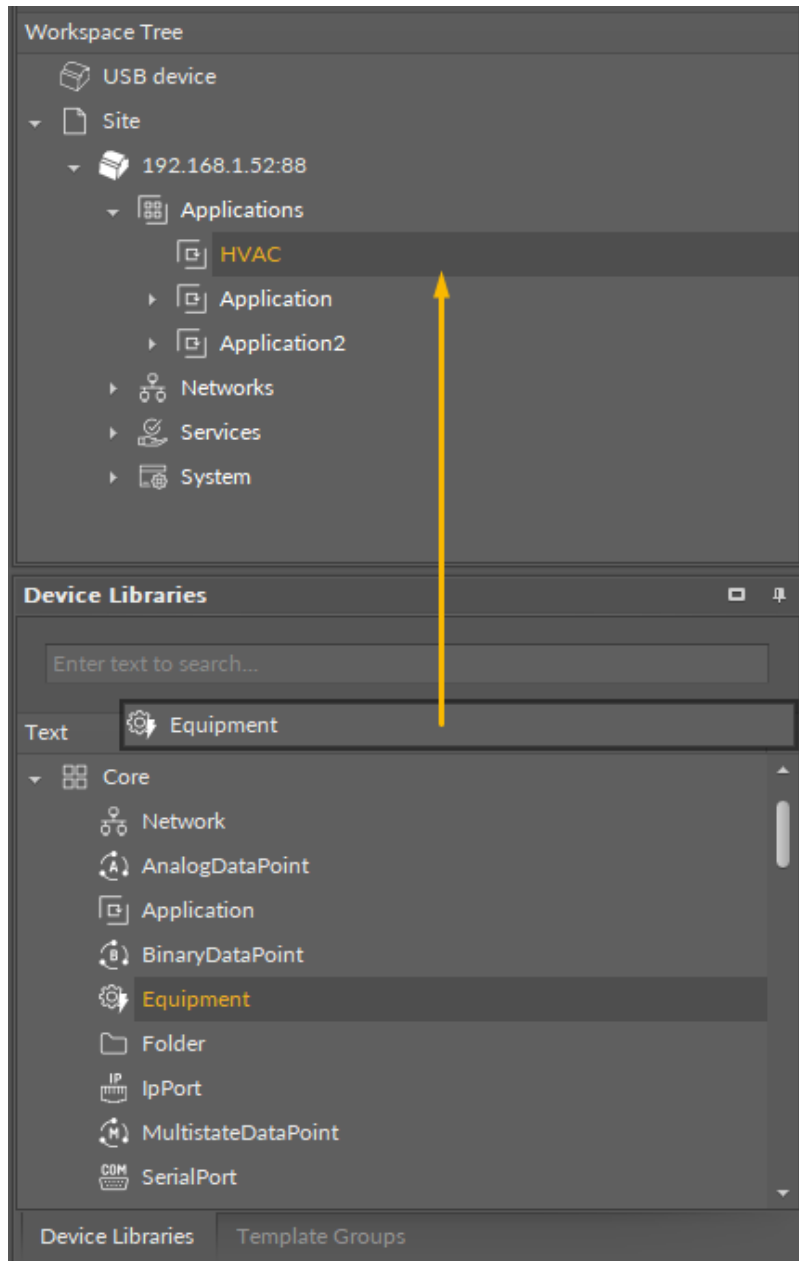 Workspace Tree
USB device
Site
192.168.1.52:88
Applications
HVAC
Application
Application2
Networks
Services
System
Device Libraries
Enter text to search...
Equipment
Text
Core
Network
A AnalogDataPoint
Application
B BinaryDataPoint
Equipment
Folder
IP IpPort
M MultistateDataPoint
COM SerialPort
Device Libraries Template Groups